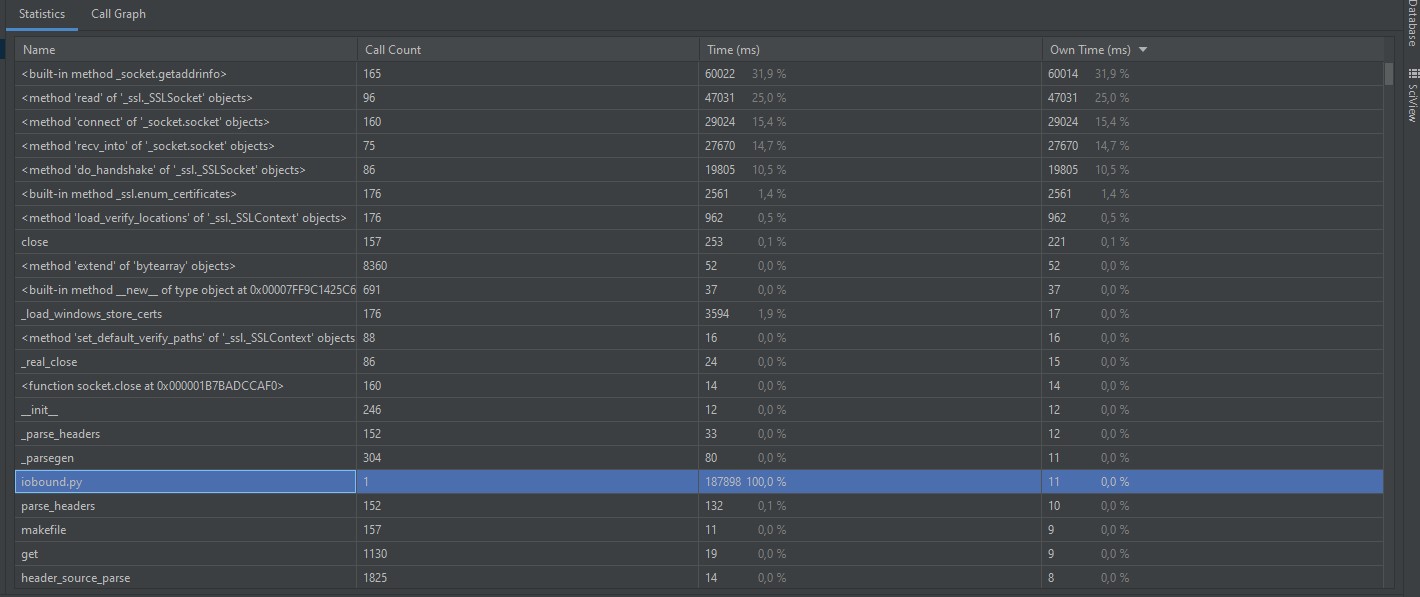 Statistics Call Graph
Name Call Count Time (ms) Own Time (ms)
<built-in method _socket.getaddrinfo> 165 60022 31,9 % 60014 31,9 %
<method 'read' of '_ssl._SSLSocket' objects> 96 47031 25,0 % 47031 25,0 %
<method 'connect' of '_socket.socket' objects> 160 29024 15,4 % 29024 15,4 %
<method 'recv_into' of '_socket.socket' objects> 75 27670 14,7 % 27670 14,7 %
<method 'do_handshake' of '_ssl._SSLSocket' objects> 86 19805 10,5 % 19805 10,5 %
<built-in method _ssl.enum_certificates> 176 2561 1,4 % 2561 1,4 %
<method 'load_verify_locations' of '_ssl._SSLContext' objects> 176 962 0,5 % 962 0,5 %
close 157 253 0,1 % 221 0,1 %
<method 'extend' of 'bytearray' objects> 8360 52 0,0 % 52 0,0 %
<built-in method __new__ of type object at 0x00007FF9C1425C6 691 37 0,0 % 37 0,0 %
_load_windows_store_certs 176 3594 1,9 % 17 0,0 %
<method 'set_default_verify_paths' of '_ssl._SSLContext' objects 88 16 0,0 % 16 0,0 %
_real_close 86 24 0,0 % 15 0,0 %
<function socket.close at 0x000001B7BADCCAF0> 160 14 0,0 % 14 0,0 %
__init__ 246 12 0,0 % 12 0,0 %
_parse_headers 152 33 0,0 % 12 0,0 %
_parsegen 304 80 0,0 % 11 0,0 %
iobound.py 1 187898 100,0 % 11 0,0 %
parse_headers 152 132 0,1 % 10 0,0 %
makefile 157 11 0,0 % 9 0,0 %
get 1130 19 0,0 % 9 0,0 %
header_source_parse 1825 14 0,0 % 8 0,0 %
Database
SciView